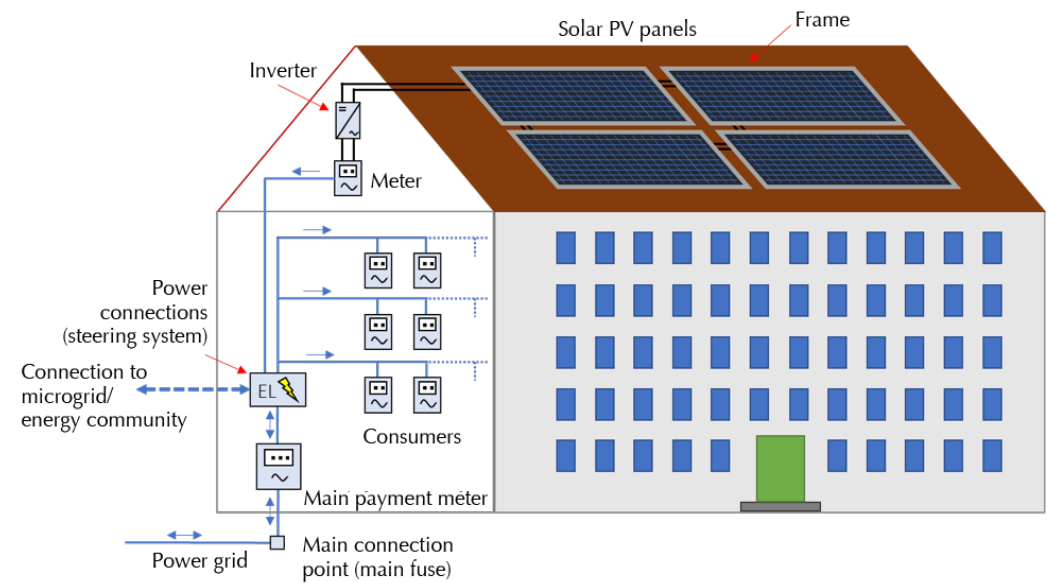 Solar PV panels
Frame
Inverter
Meter
Power
connections
(steering system)
Connection to
microgrid/
energy community
EL
Consumers
Main payment meter
Power grid
Main connection
point (main fuse)